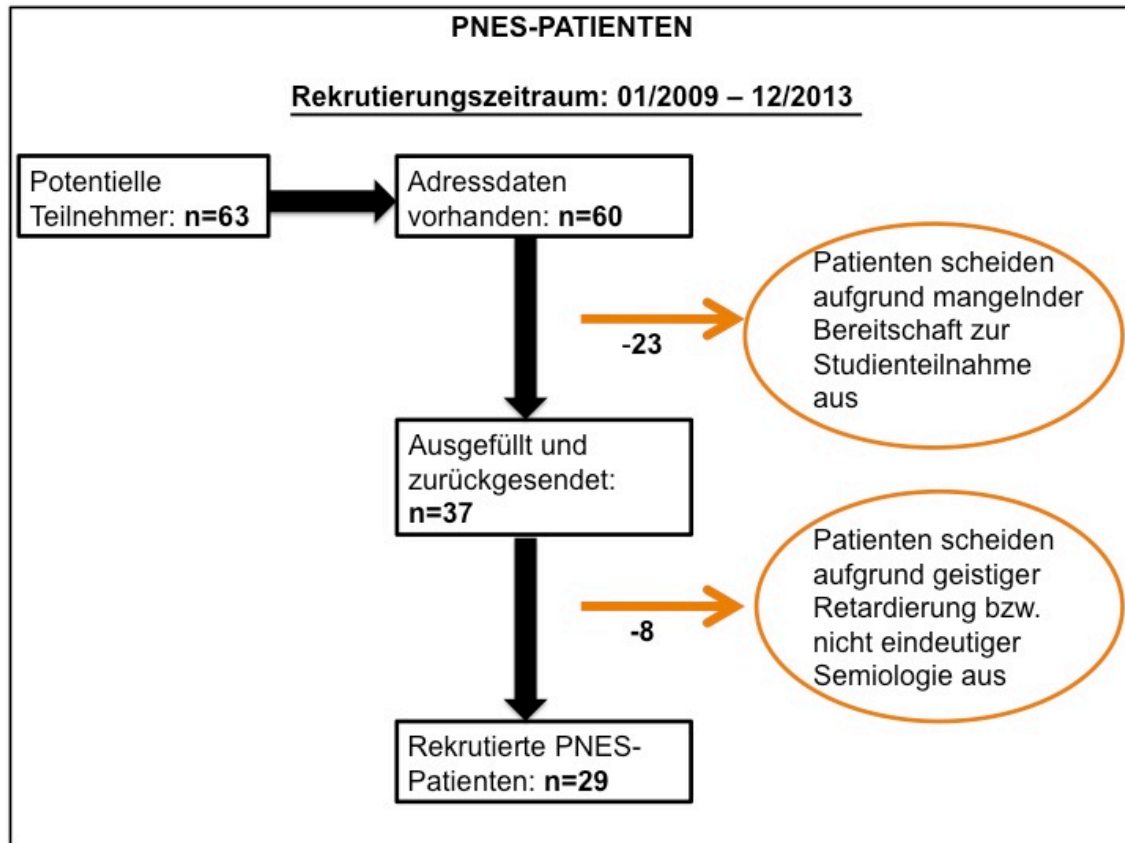 PNES-PATIENTEN
Rekrutierungszeitraum: 01/2009 – 12/2013
Potentielle
Teilnehmer: n=63
Adressdaten
vorhanden: n=60
Patienten scheiden
aufgrund mangelnder
Bereitschaft zur
Studienteilnahme
aus
-23
Ausgefüllt und
zurückgesendet:
n=37
Patienten scheiden
aufgrund geistiger
Retardierung bzw.
nicht eindeutiger
Semiologie aus
-8
Rekrutierte PNES-
Patienten: n=29